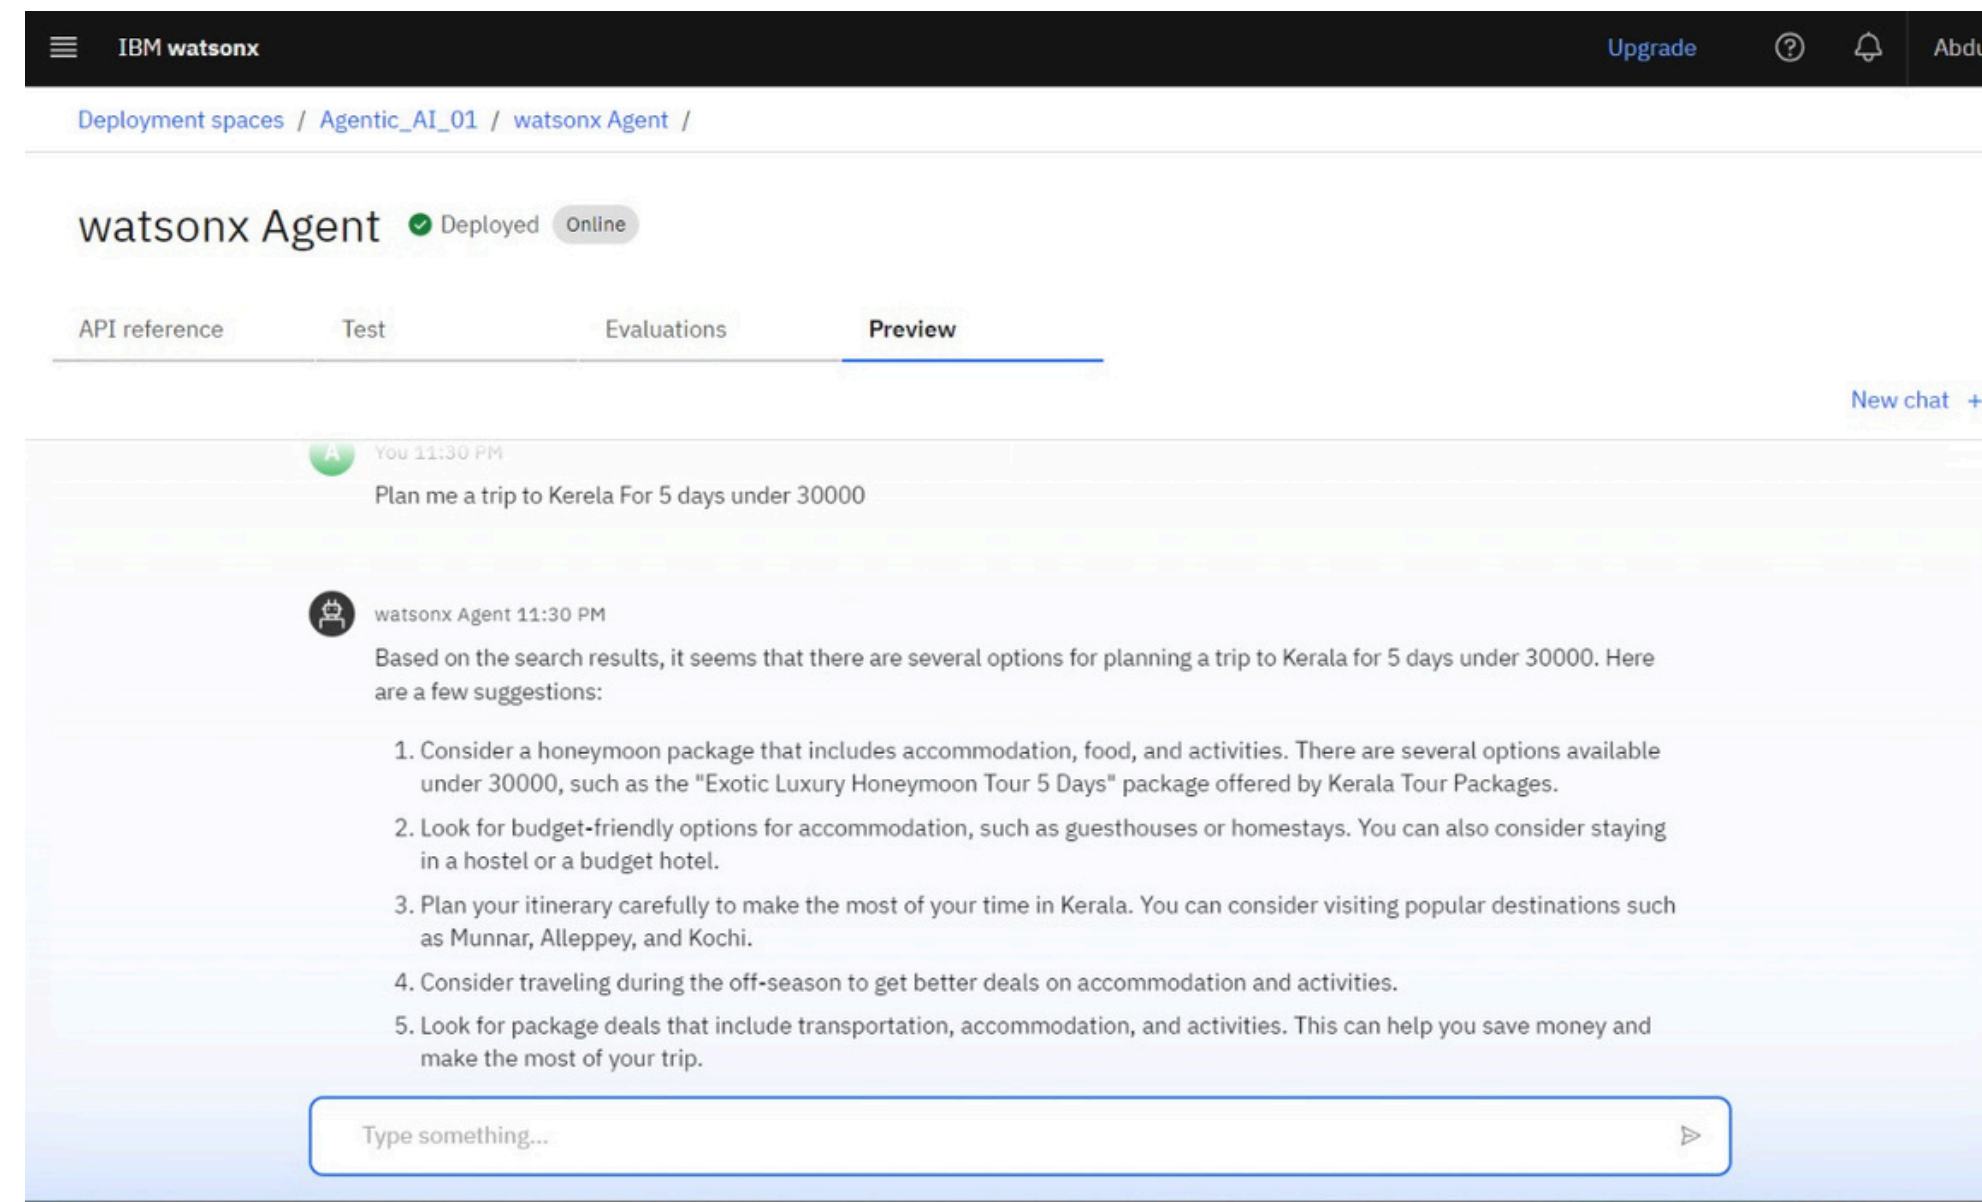 IBM watsonx
Upgrade
Abdu
Deployment spaces / Agentic_AI_01 / watsonx Agent /
watsonx Agent
Deployed
Online
API reference
Test
Evaluations
Preview
New chat +
A
You 11:30 PM
Plan me a trip to Kerela For 5 days under 30000
watsonx Agent 11:30 PM
Based on the search results, it seems that there are several options for planning a trip to Kerala for 5 days under 30000. Here
are a few suggestions:
1. Consider a honeymoon package that includes accommodation, food, and activities. There are several options available
under 30000, such as the "Exotic Luxury Honeymoon Tour 5 Days" package offered by Kerala Tour Packages.
2. Look for budget-friendly options for accommodation, such as guesthouses or homestays. You can also consider staying
in a hostel or a budget hotel.
3. Plan your itinerary carefully to make the most of your time in Kerala. You can consider visiting popular destinations such
as Munnar, Alleppey, and Kochi.
4. Consider traveling during the off-season to get better deals on accommodation and activities.
5. Look for package deals that include transportation, accommodation, and activities. This can help you save money and
make the most of your trip.
Type something...